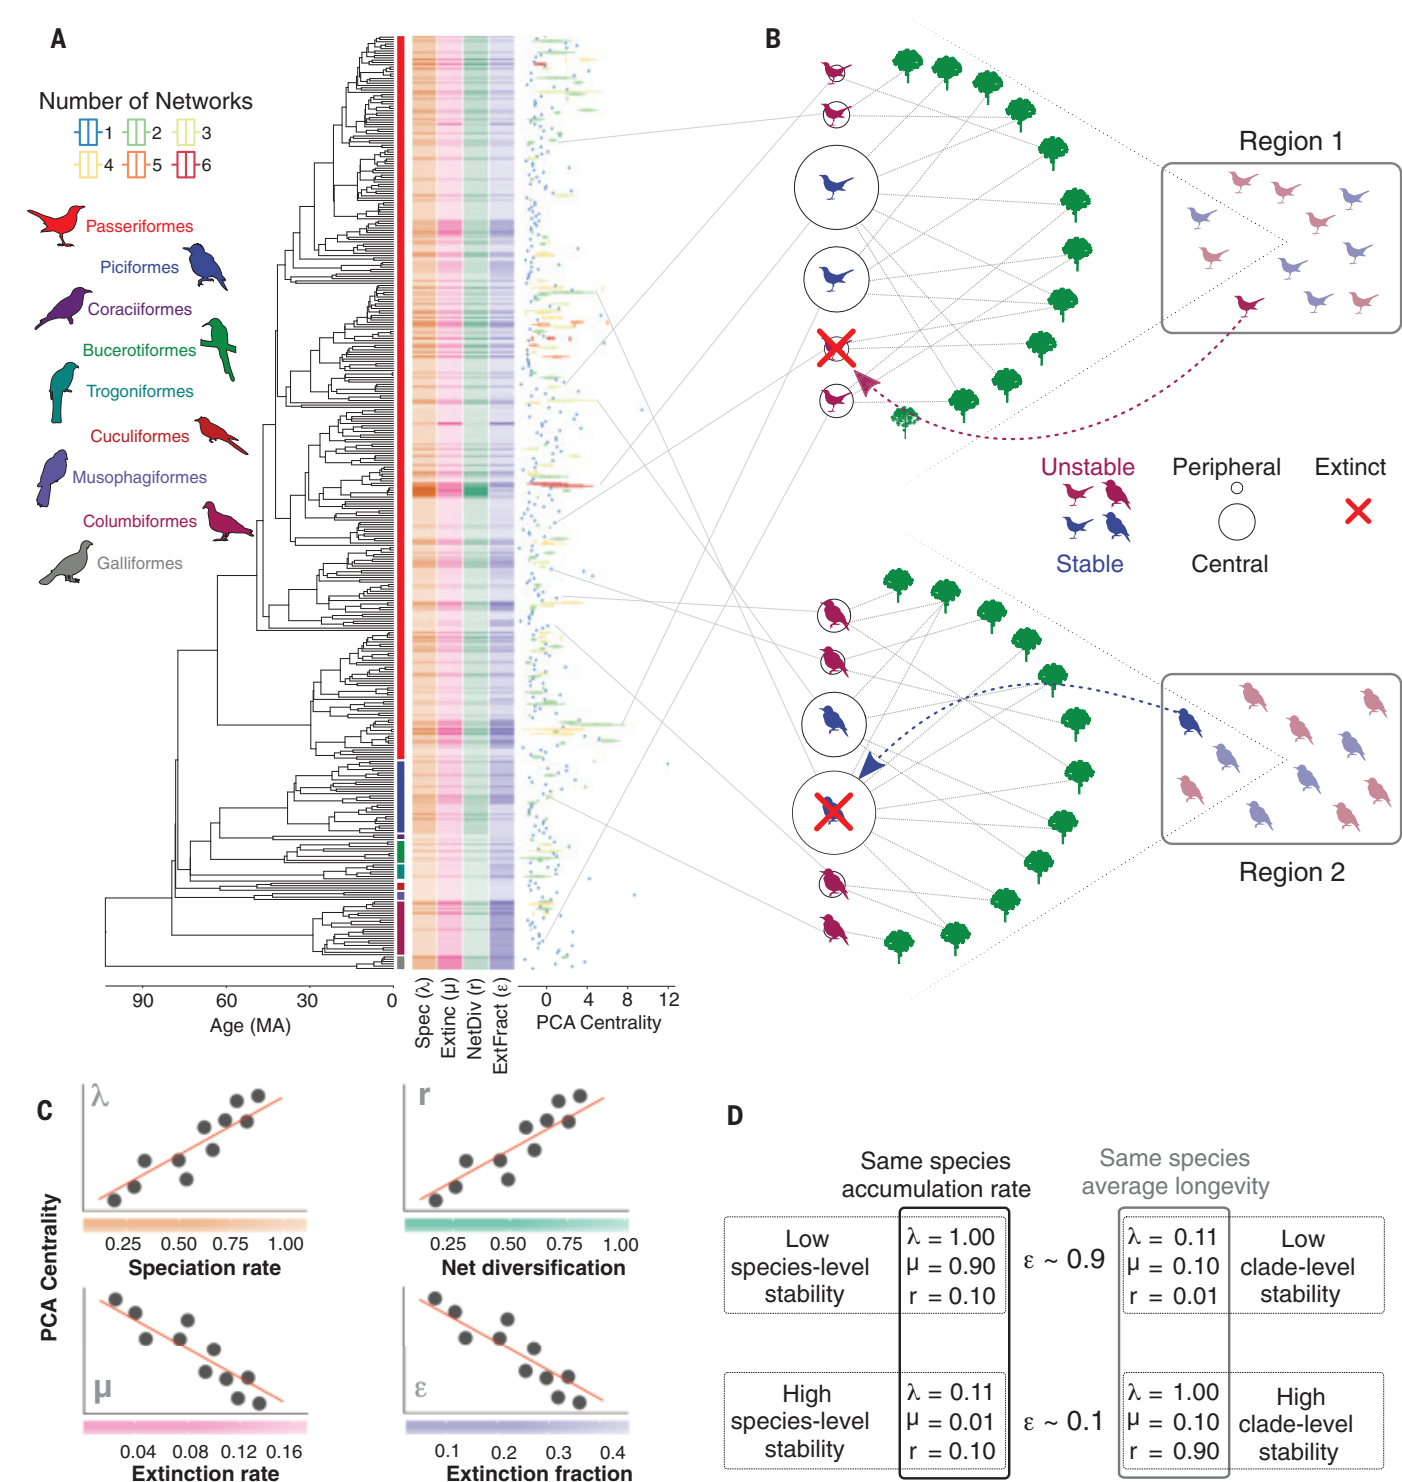 A
Number of Networks
1 2 3
4 5 6
Passeriformes
Piciformes
Coraciiformes
Bucerotiformes
Trogoniformes
Cuculiformes
Musophagiformes
Columbiformes
Galliformes
90 60 30 0
Age (MA)
Spec (λ)
Extinc (μ)
NetDiv (r)
ExtFract (ε)
0 4 8 12
PCA Centrality
B
Region 1
Unstable
Stable
Peripheral
Central
Extinct
Region 2
C
PCA Centrality
λ
0.25 0.50 0.75 1.00
Speciation rate
r
0.25 0.50 0.75 1.00
Net diversification
μ
0.04 0.08 0.12 0.16
Extinction rate
ε
0.1 0.2 0.3 0.4
Extinction fraction
D
Same species
accumulation rate
Same species
average longevity
Low
species-level
stability
λ = 1.00
μ = 0.90
r = 0.10
ε ~ 0.9
λ = 0.11
μ = 0.10
r = 0.01
Low
clade-level
stability
High
species-level
stability
λ = 0.11
μ = 0.01
r = 0.10
ε ~ 0.1
λ = 1.00
μ = 0.10
r = 0.90
High
clade-level
stability